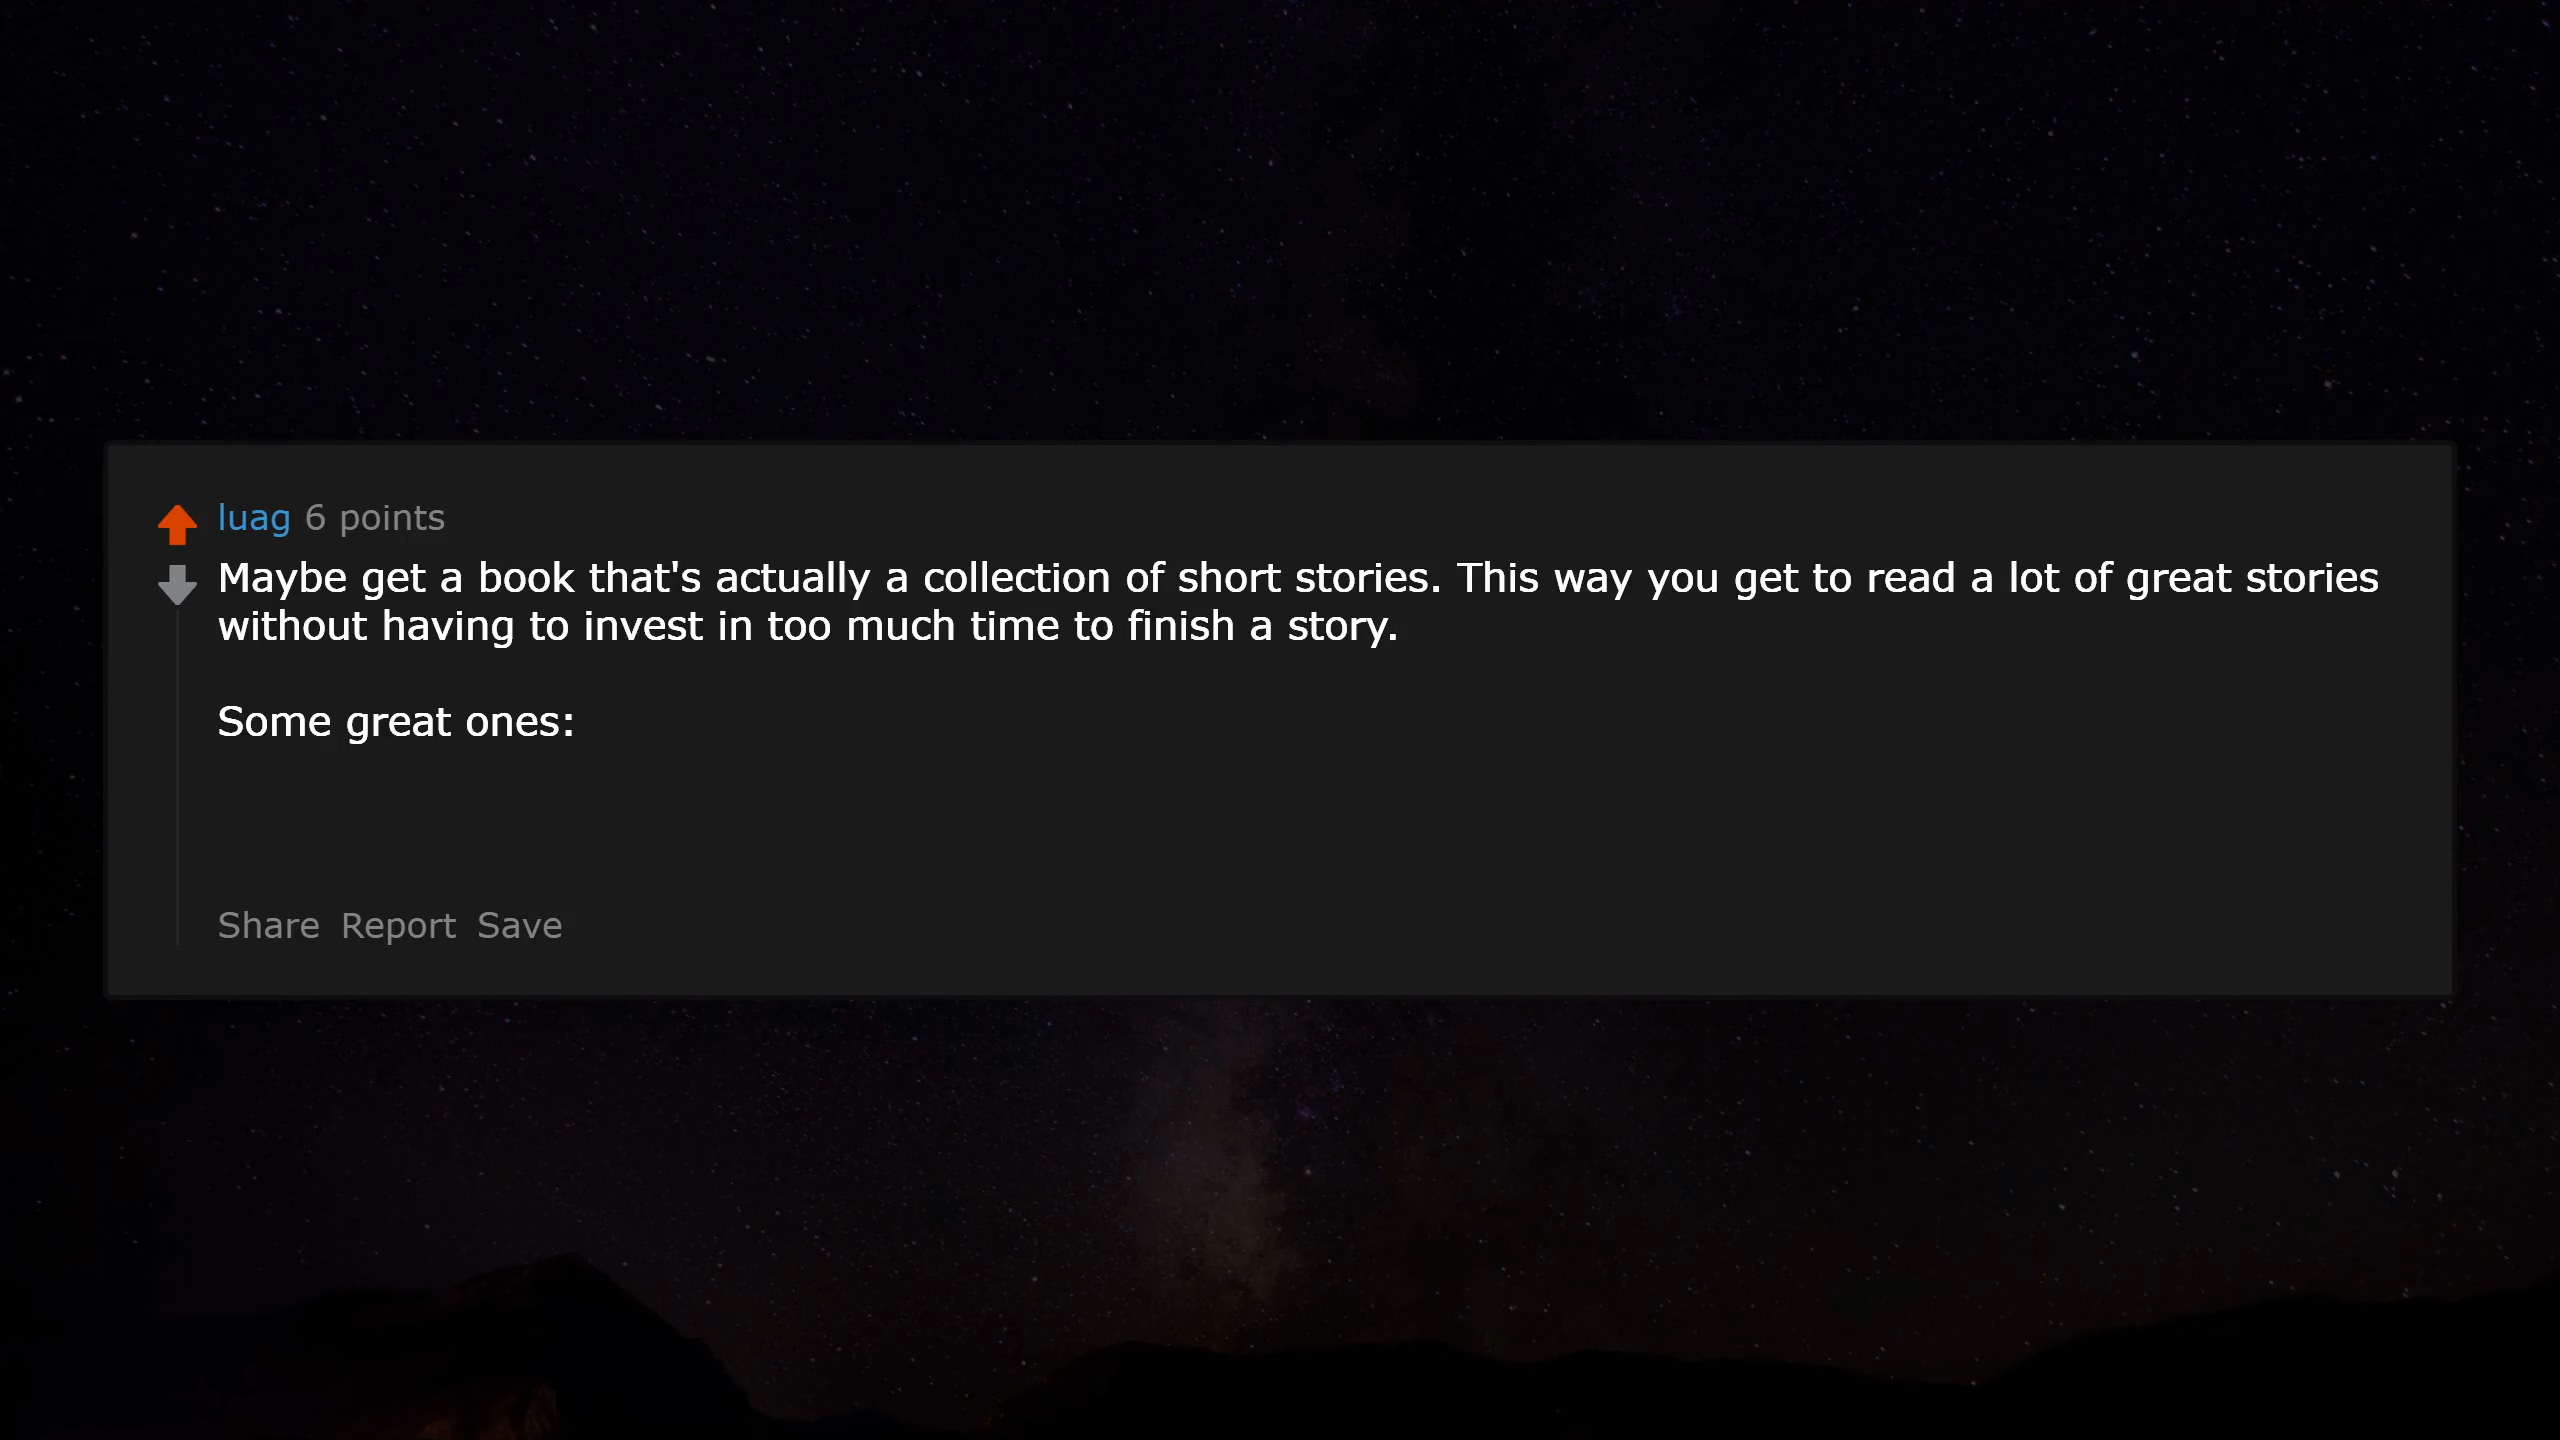 luag 6 points
Maybe get a book that's actually a collection of short stories. This way you get to read a lot of great stories
without having to invest in too much time to finish a story.
Some great ones:
Share Report Save